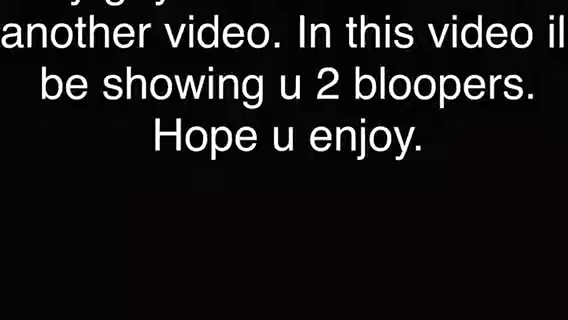 another video. In this video il
be showing u 2 bloopers.
Hope u enjoy.